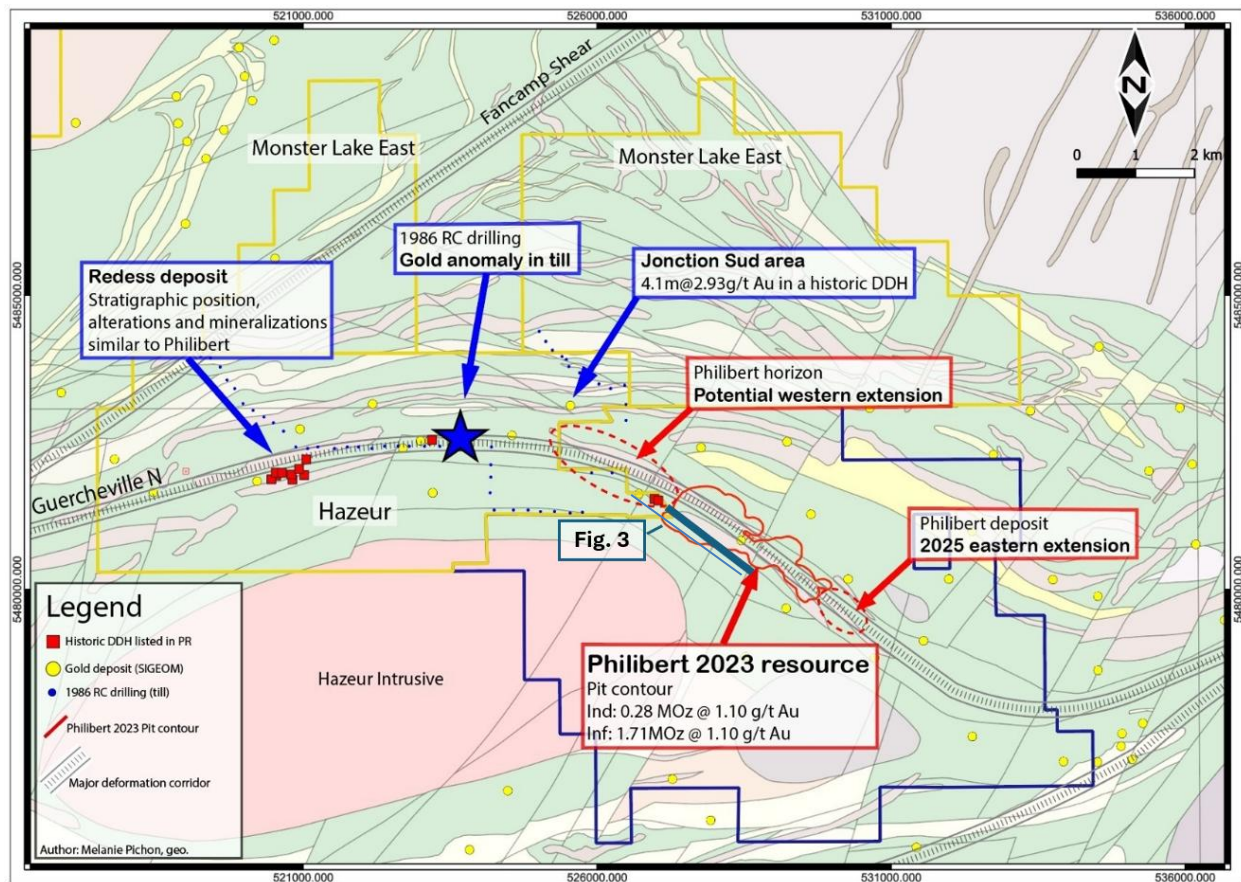 521000.000
526000.000
531000.000
536000.000
Fancamp Shear
Monster Lake East
Monster Lake East
N
0 1 2 km
1986 RC drilling
Gold anomaly in till
Jonction Sud area
4.1m@2.93g/t Au in a historic DDH
Redess deposit
Stratigraphic position,
alterations and mineralizations
similar to Philibert
5485000.000
5485000.000
Philibert horizon
Potential western extension
Guercheville N
Hazeur
Fig. 3
Philibert deposit
2025 eastern extension
5480000.000
5480000.000
Philibert 2023 resource
Pit contour
Ind: 0.28 MOz @ 1.10 g/t Au
Inf: 1.71MOz @ 1.10 g/t Au
Hazeur Intrusive
Legend
Historic DDH listed in PR
Gold deposit (SIGEOM)
1986 RC drilling (till)
Philibert 2023 Pit contour
Major deformation corridor
Author: Melanie Pichon, geo.
521000.000
526000.000
531000.000
536000.000